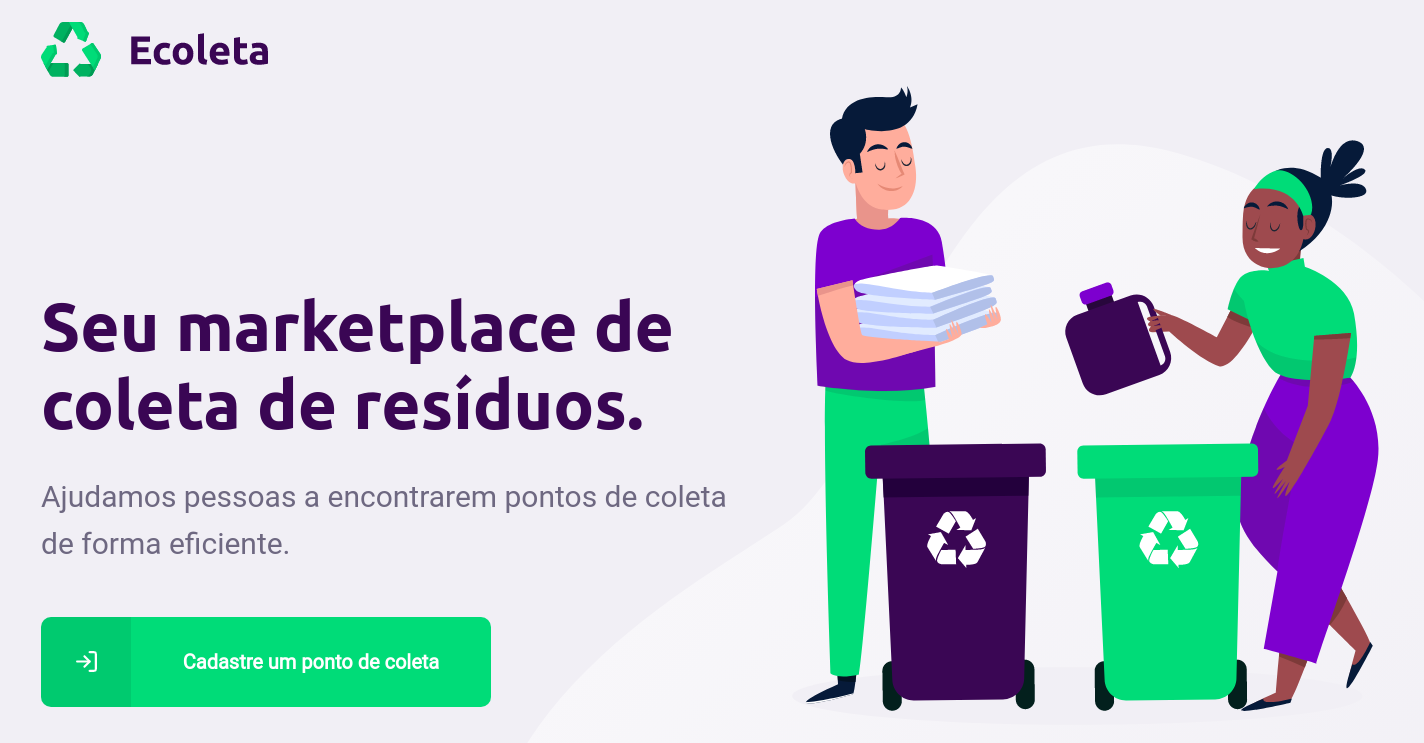 Ecoleta
Seu marketplace de
coleta de resíduos.
Ajudamos pessoas a encontrarem pontos de coleta
de forma eficiente.
Cadastre um ponto de coleta